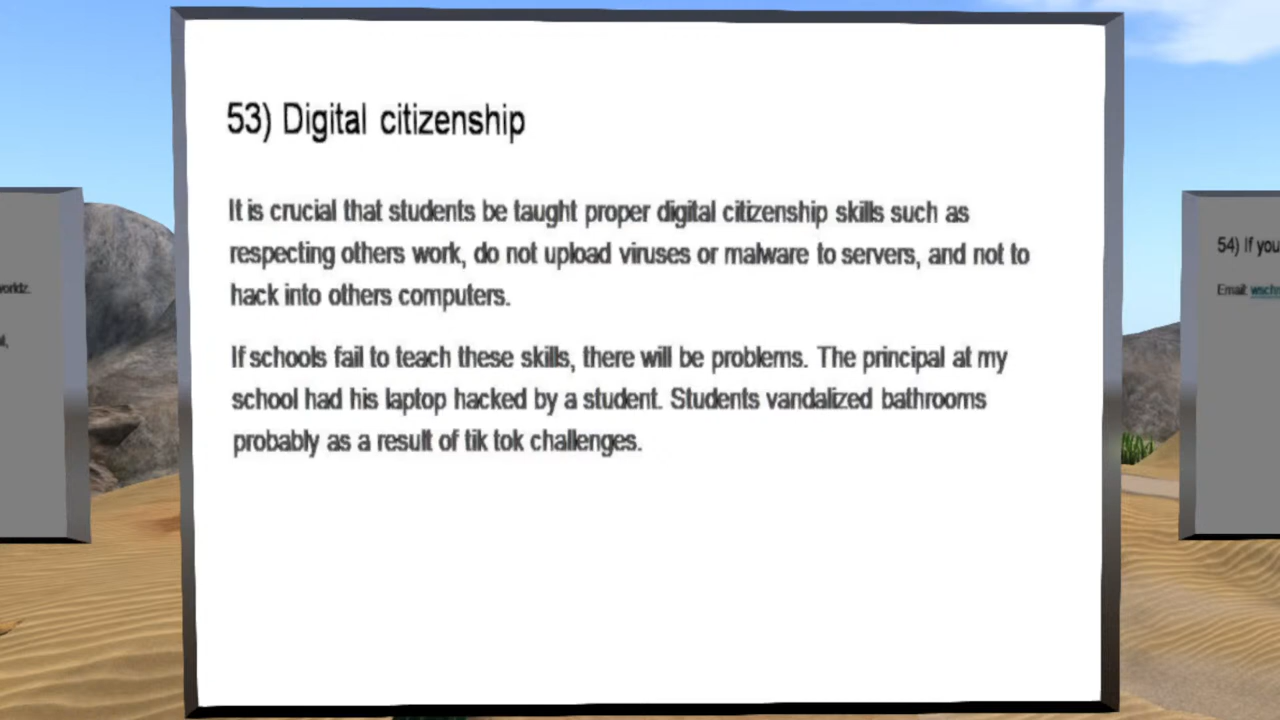 53) Digital citizenship
It is crucial that students be taught proper digital citizenship skills such as
respecting others work, do not upload viruses or malware to servers, and not to
hack into others computers.
If schools fail to teach these skills, there will be problems. The principal at my
school had his laptop hacked by a student. Students vandalized bathrooms
probably as a result of tik tok challenges.
54) If you
Email: